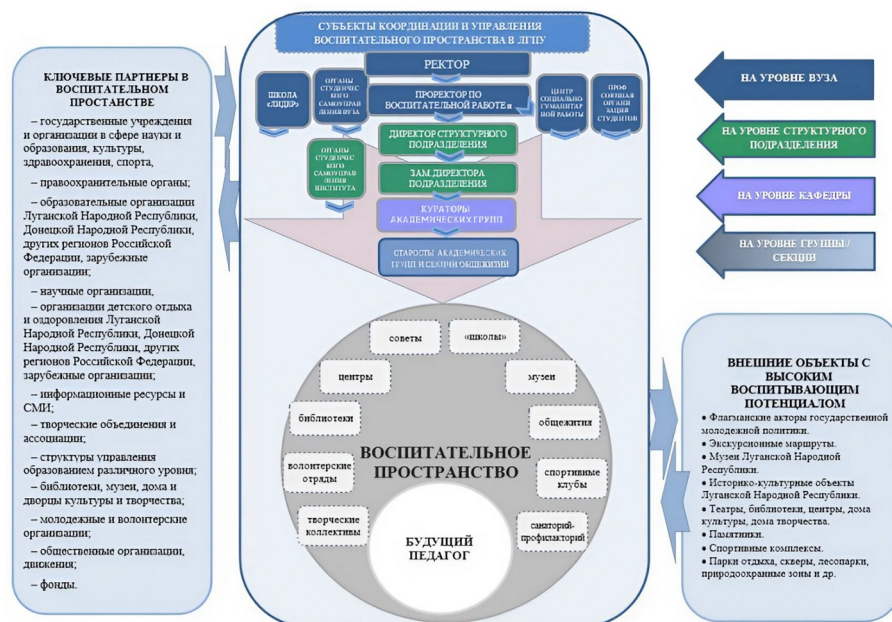 КЛЮЧЕВЫЕ ПАРТНЕРЫ В
ВОСПИТАТЕЛЬНОМ
ПРОСТАНСТВЕ
– государственные учреждения
и организации в сфере науки и
образования, культуры,
здравоохранения, спорта,
– правоохранительные органы;
– образовательные организации
Луганской Народной Республики,
Донецкой Народной Республики,
других регионов Российской
Федерации, зарубежные
организации;
– научные организации,
– организации детского отдыха
и оздоровления Луганской
Народной Республики, Донецкой
Народной Республики, других
регионов Российской Федерации,
зарубежные организации;
– информационные ресурсы и
СМИ;
– творческие объединения и
ассоциации;
– структуры управления
образованием различного уровня;
– библиотеки, музеи, дома и
дворцы культуры и творчества;
– молодежные и волонтерские
организации;
– общественные организации,
движения;
– фонды.
СУБЪЕКТЫ КООРДИНАЦИИ И УПРАВЛЕНИЯ
ВОСПИТАТЕЛЬНОГО ПРОСТРАНСТВА В ЛГПУ
РЕКТОР
ШКОЛА
«ЛИДЕР»
ОРГАНЫ
СТУДЕНЧЕС
КОГО
САМОУПРАВ
ЛЕНИЯ ВУЗА
ПРОРЕКТОР ПО
ВОСПИТАТЕЛЬНОЙ РАБОТЕ и
ЦЕНТР
СОЦИАЛЬНО-
ГУМАНИТАР
НОЙ РАБОТЫ
ПРОФ
СОЮЗНАЯ
ОРГАНИ
ЗАЦИЯ
СТУДЕНТОВ
ДИРЕКТОР СТРУКТУРНОГО
ПОДРАЗДЕЛЕНИЯ
ОРГАНЫ
СТУДЕНЧЕС
КОГО
САМОУПРАВ
ЛЕНИЯ
ИНСТИТУТА
ЗАМ. ДИРЕКТОРА
ПОДРАЗДЕЛЕНИЯ
КУРАТОРЫ
АКАДЕМИЧЕСКИХ ГРУПП
СТАРОСТЫ АКАДЕМИЧЕСКИХ
ГРУПП И СЕКЦИИ ОБЩЕЖИТИЙ
советы
«школы»
центры
музеи
библиотеки
общежития
ВОСПИТАТЕЛЬНОЕ
ПРОСТРАНСТВО
волонтерские
отряды
спортивные
клубы
творческие
коллективы
санаторий-
профилакторий
БУДУЩИЙ
ПЕДАГОГ
НА УРОВНЕ ВУЗА
НА УРОВНЕ СТРУКТУРНОГО
ПОДРАЗДЕЛЕНИЯ
НА УРОВНЕ КАФЕДРЫ
НА УРОВНЕ ГРУППЫ /
СЕКЦИИ
ВНЕШНИЕ ОБЪЕКТЫ С
ВЫСОКИМ
ВОСПИТЫВАЮЩИМ
ПОТЕНЦИАЛОМ
• Флагманские акторы государственной
молодежной политики.
• Экскурсионные маршруты.
• Музеи Луганской Народной
Республики.
• Историко-культурные объекты
Луганской Народной Республики.
• Театры, библиотеки, центры, дома
культуры, дома творчества.
• Памятники.
• Спортивные комплексы.
• Парки отдыха, скверы, лесопарки,
природоохранные зоны и др.